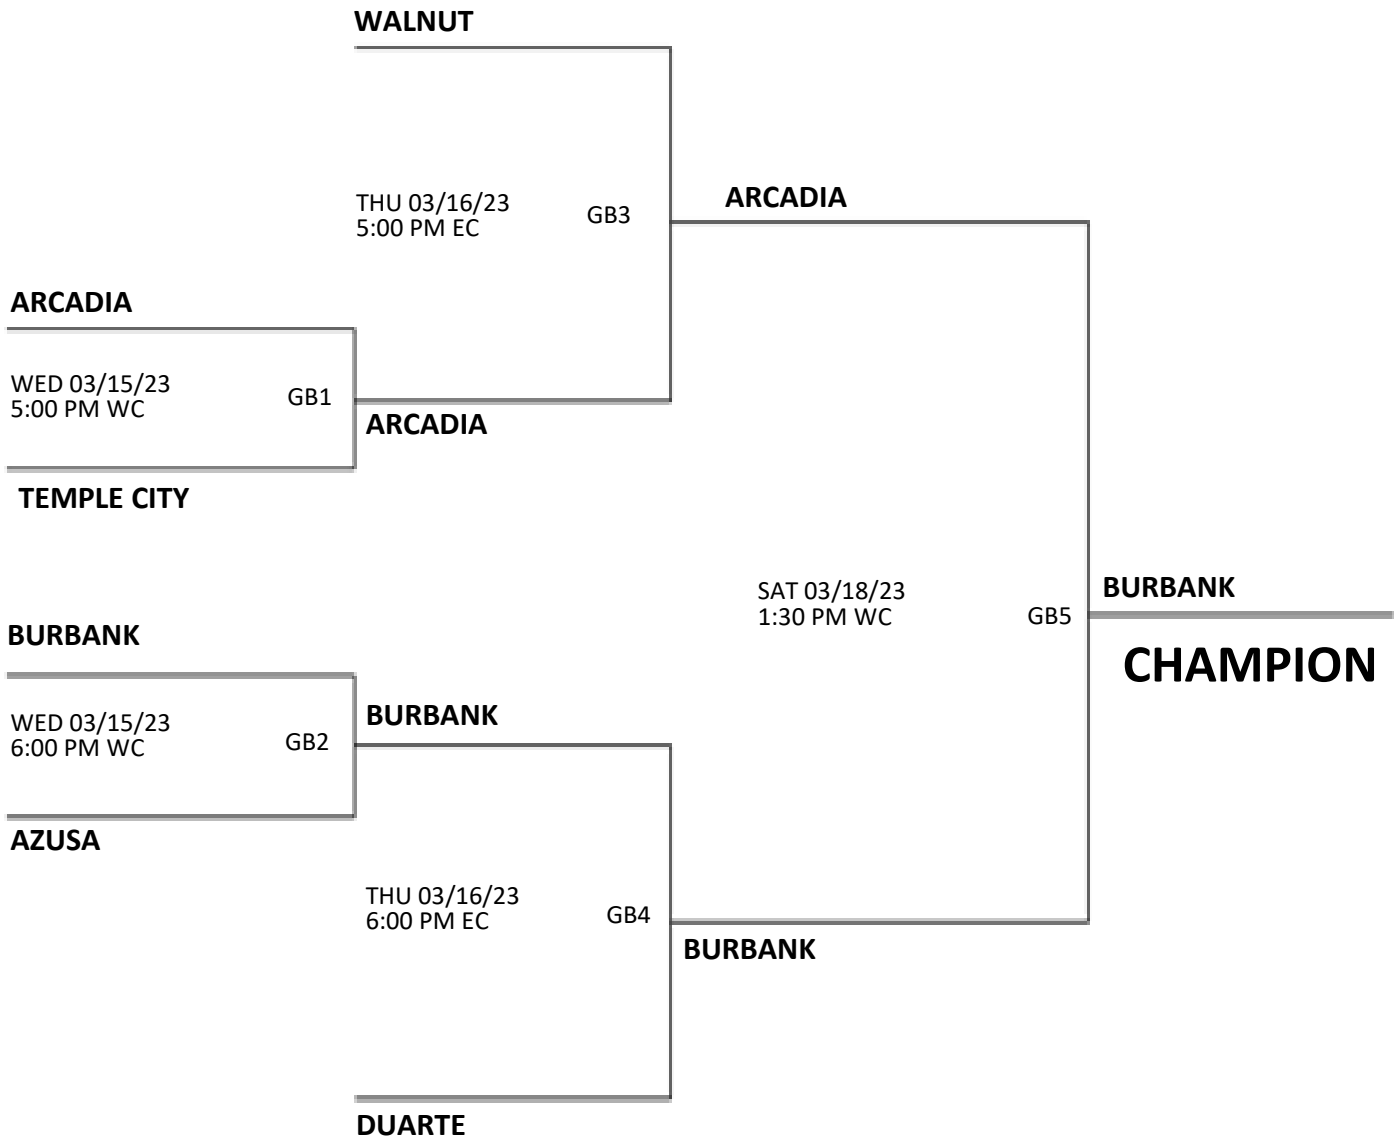 WALNUT
THU 03/16/23
5:00 PM EC
GB3
ARCADIA
ARCADIA
WED 03/15/23
5:00 PM WC
GB1
ARCADIA
TEMPLE CITY
SAT 03/18/23
1:30 PM WC
GB5
BURBANK
CHAMPION
BURBANK
WED 03/15/23
6:00 PM WC
GB2
BURBANK
AZUSA
THU 03/16/23
6:00 PM EC
GB4
BURBANK
DUARTE